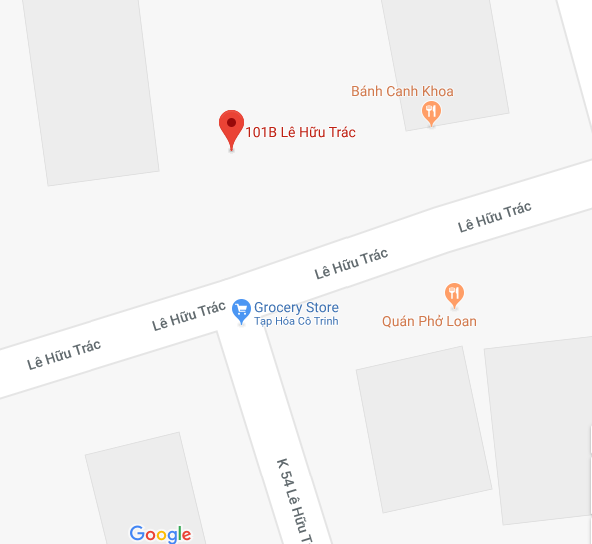 Bánh Canh Khoa
101B Lê Hữu Trác
Lê Hữu Trác
Lê Hữu Trác
Lê Hữu Trác
Lê Hữu Trác
Grocery Store
Tạp Hóa Cô Trinh
Quán Phở Loan
K 54 Lê Hữu T
Google